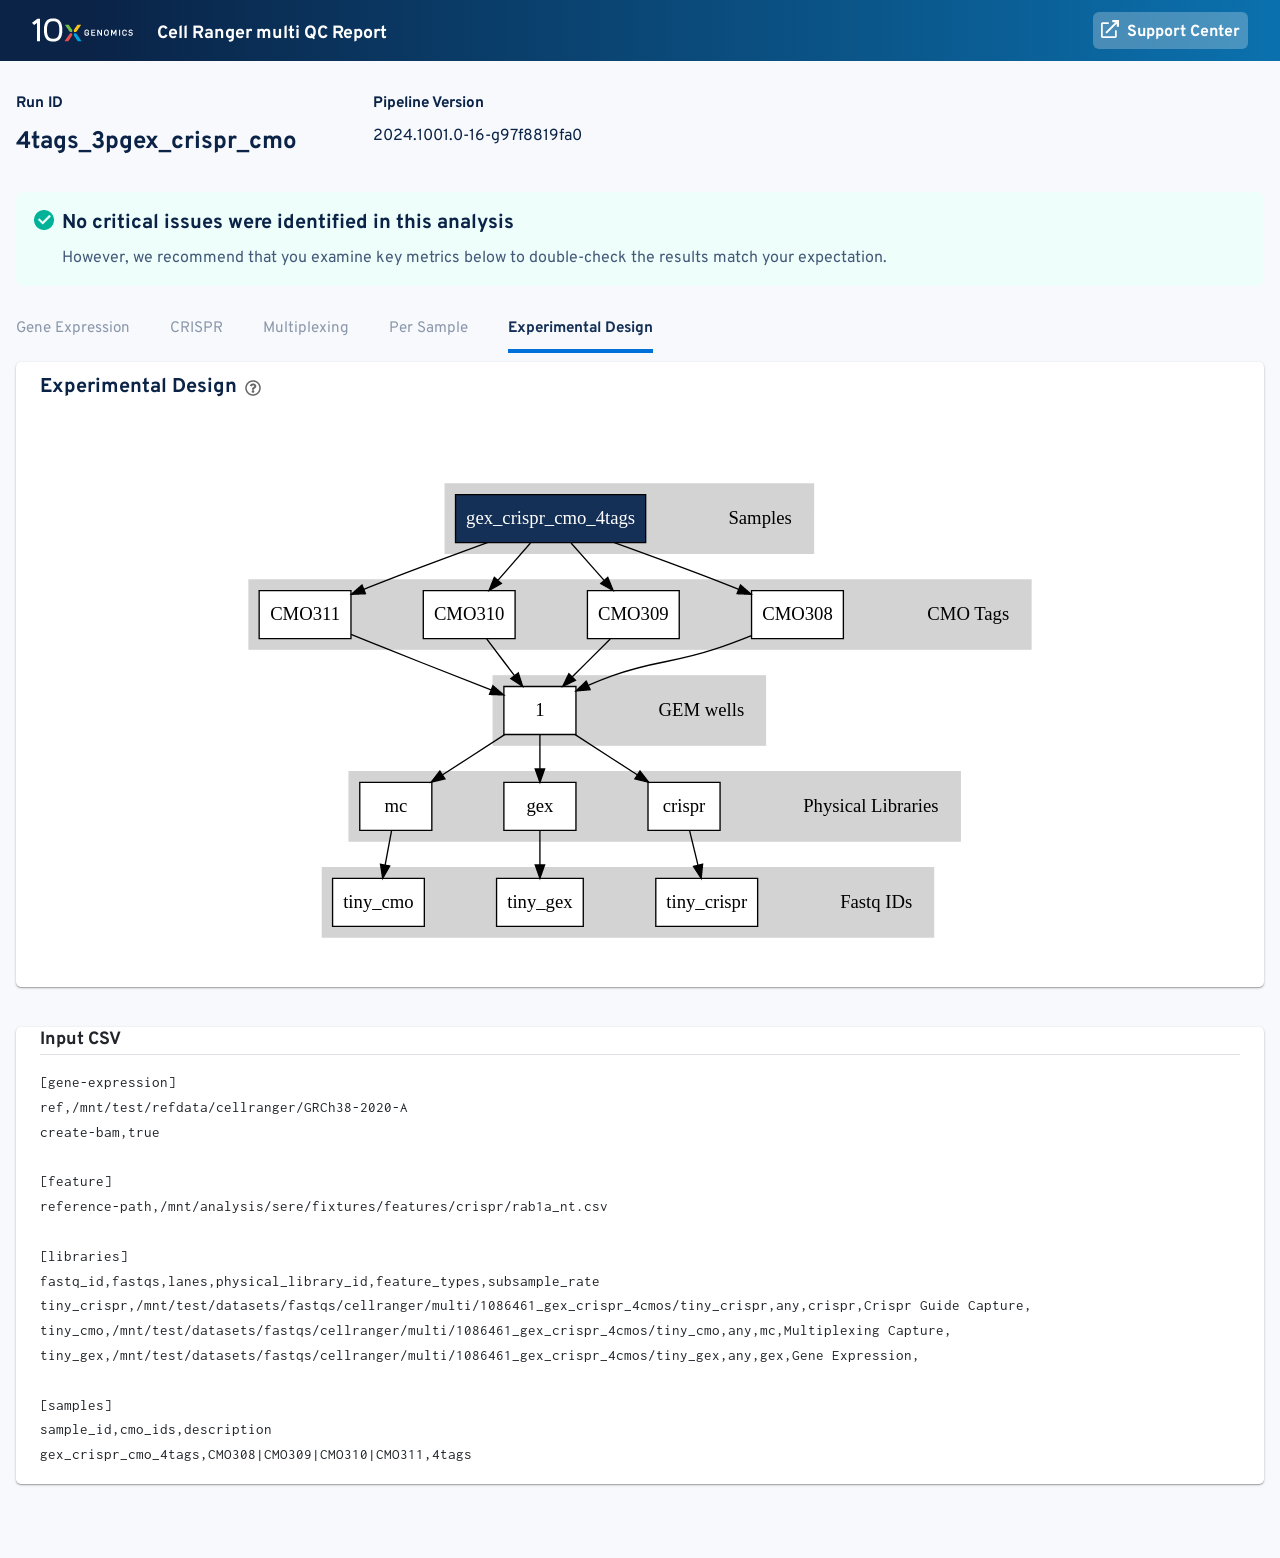 10x GENOMICS Cell Ranger multi QC Report
Support Center
Run ID
4tags_3pgex_crispr_cmo
Pipeline Version
2024.1001.0-16-g97f8819fa0
No critical issues were identified in this analysis
However, we recommend that you examine key metrics below to double-check the results match your expectation.
Gene Expression CRISPR Multiplexing Per Sample Experimental Design
Experimental Design ?
gex_crispr_cmo_4tags Samples
CMO311 CMO310 CMO309 CMO308 CMO Tags
1 GEM wells
mc gex crispr Physical Libraries
tiny_cmo tiny_gex tiny_crispr Fastq IDs
Input CSV
[gene-expression]
ref,/mnt/test/refdata/cellranger/GRCh38-2020-A
create-bam,true
[feature]
reference-path,/mnt/analysis/sere/fixtures/features/crispr/rab1a_nt.csv
[libraries]
fastq_id,fastqs,lanes,physical_library_id,feature_types,subsample_rate
tiny_crispr,/mnt/test/datasets/fastqs/cellranger/multi/1086461_gex_crispr_4cmos/tiny_crispr,any,crispr,Crispr Guide Capture,
tiny_cmo,/mnt/test/datasets/fastqs/cellranger/multi/1086461_gex_crispr_4cmos/tiny_cmo,any,mc,Multiplexing Capture,
tiny_gex,/mnt/test/datasets/fastqs/cellranger/multi/1086461_gex_crispr_4cmos/tiny_gex,any,gex,Gene Expression,
[samples]
sample_id,cmo_ids,description
gex_crispr_cmo_4tags,CMO308|CMO309|CMO310|CMO311,4tags